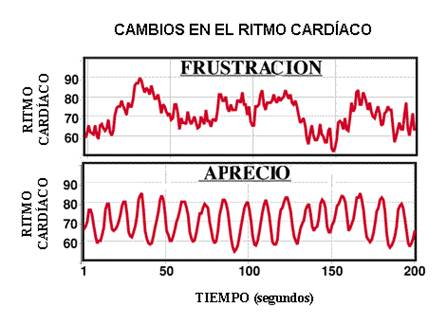 CAMBIOS EN EL RITMO CARDÍACO
FRUSTRACION
RITMO
CARDÍACO
90
80
70
60
APRECIO
RITMO
CARDÍACO
90
80
70
60
1 50 100 150 200
TIEMPO (segundos)